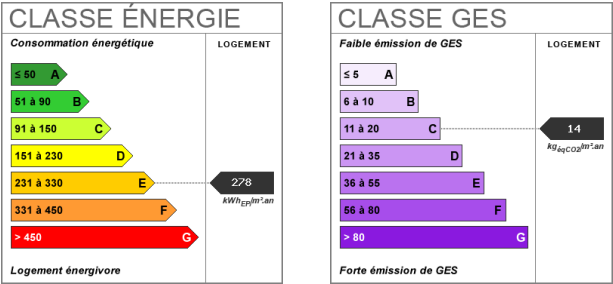 CLASSE ÉNERGIE
Consommation énergétique
LOGEMENT
≤ 50 A
51 à 90 B
91 à 150 C
151 à 230 D
231 à 330 E
278
kWhEP/m².an
331 à 450 F
> 450 G
Logement énergivore
CLASSE GES
Faible émission de GES
LOGEMENT
≤ 5 A
6 à 10 B
11 à 20 C
14
kgéqCO2/m².an
21 à 35 D
36 à 55 E
56 à 80 F
> 80 G
Forte émission de GES